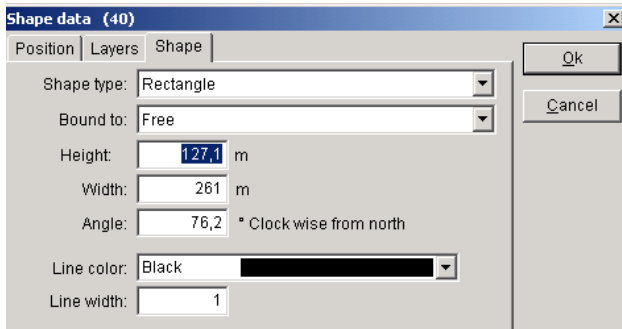 Shape data (40)
Position Layers Shape
Ok
Shape type: Rectangle
Cancel
Bound to: Free
Height: 127,1 m
Width: 261 m
Angle: 76,2 ° Clock wise from north
Line color: Black
Line width: 1